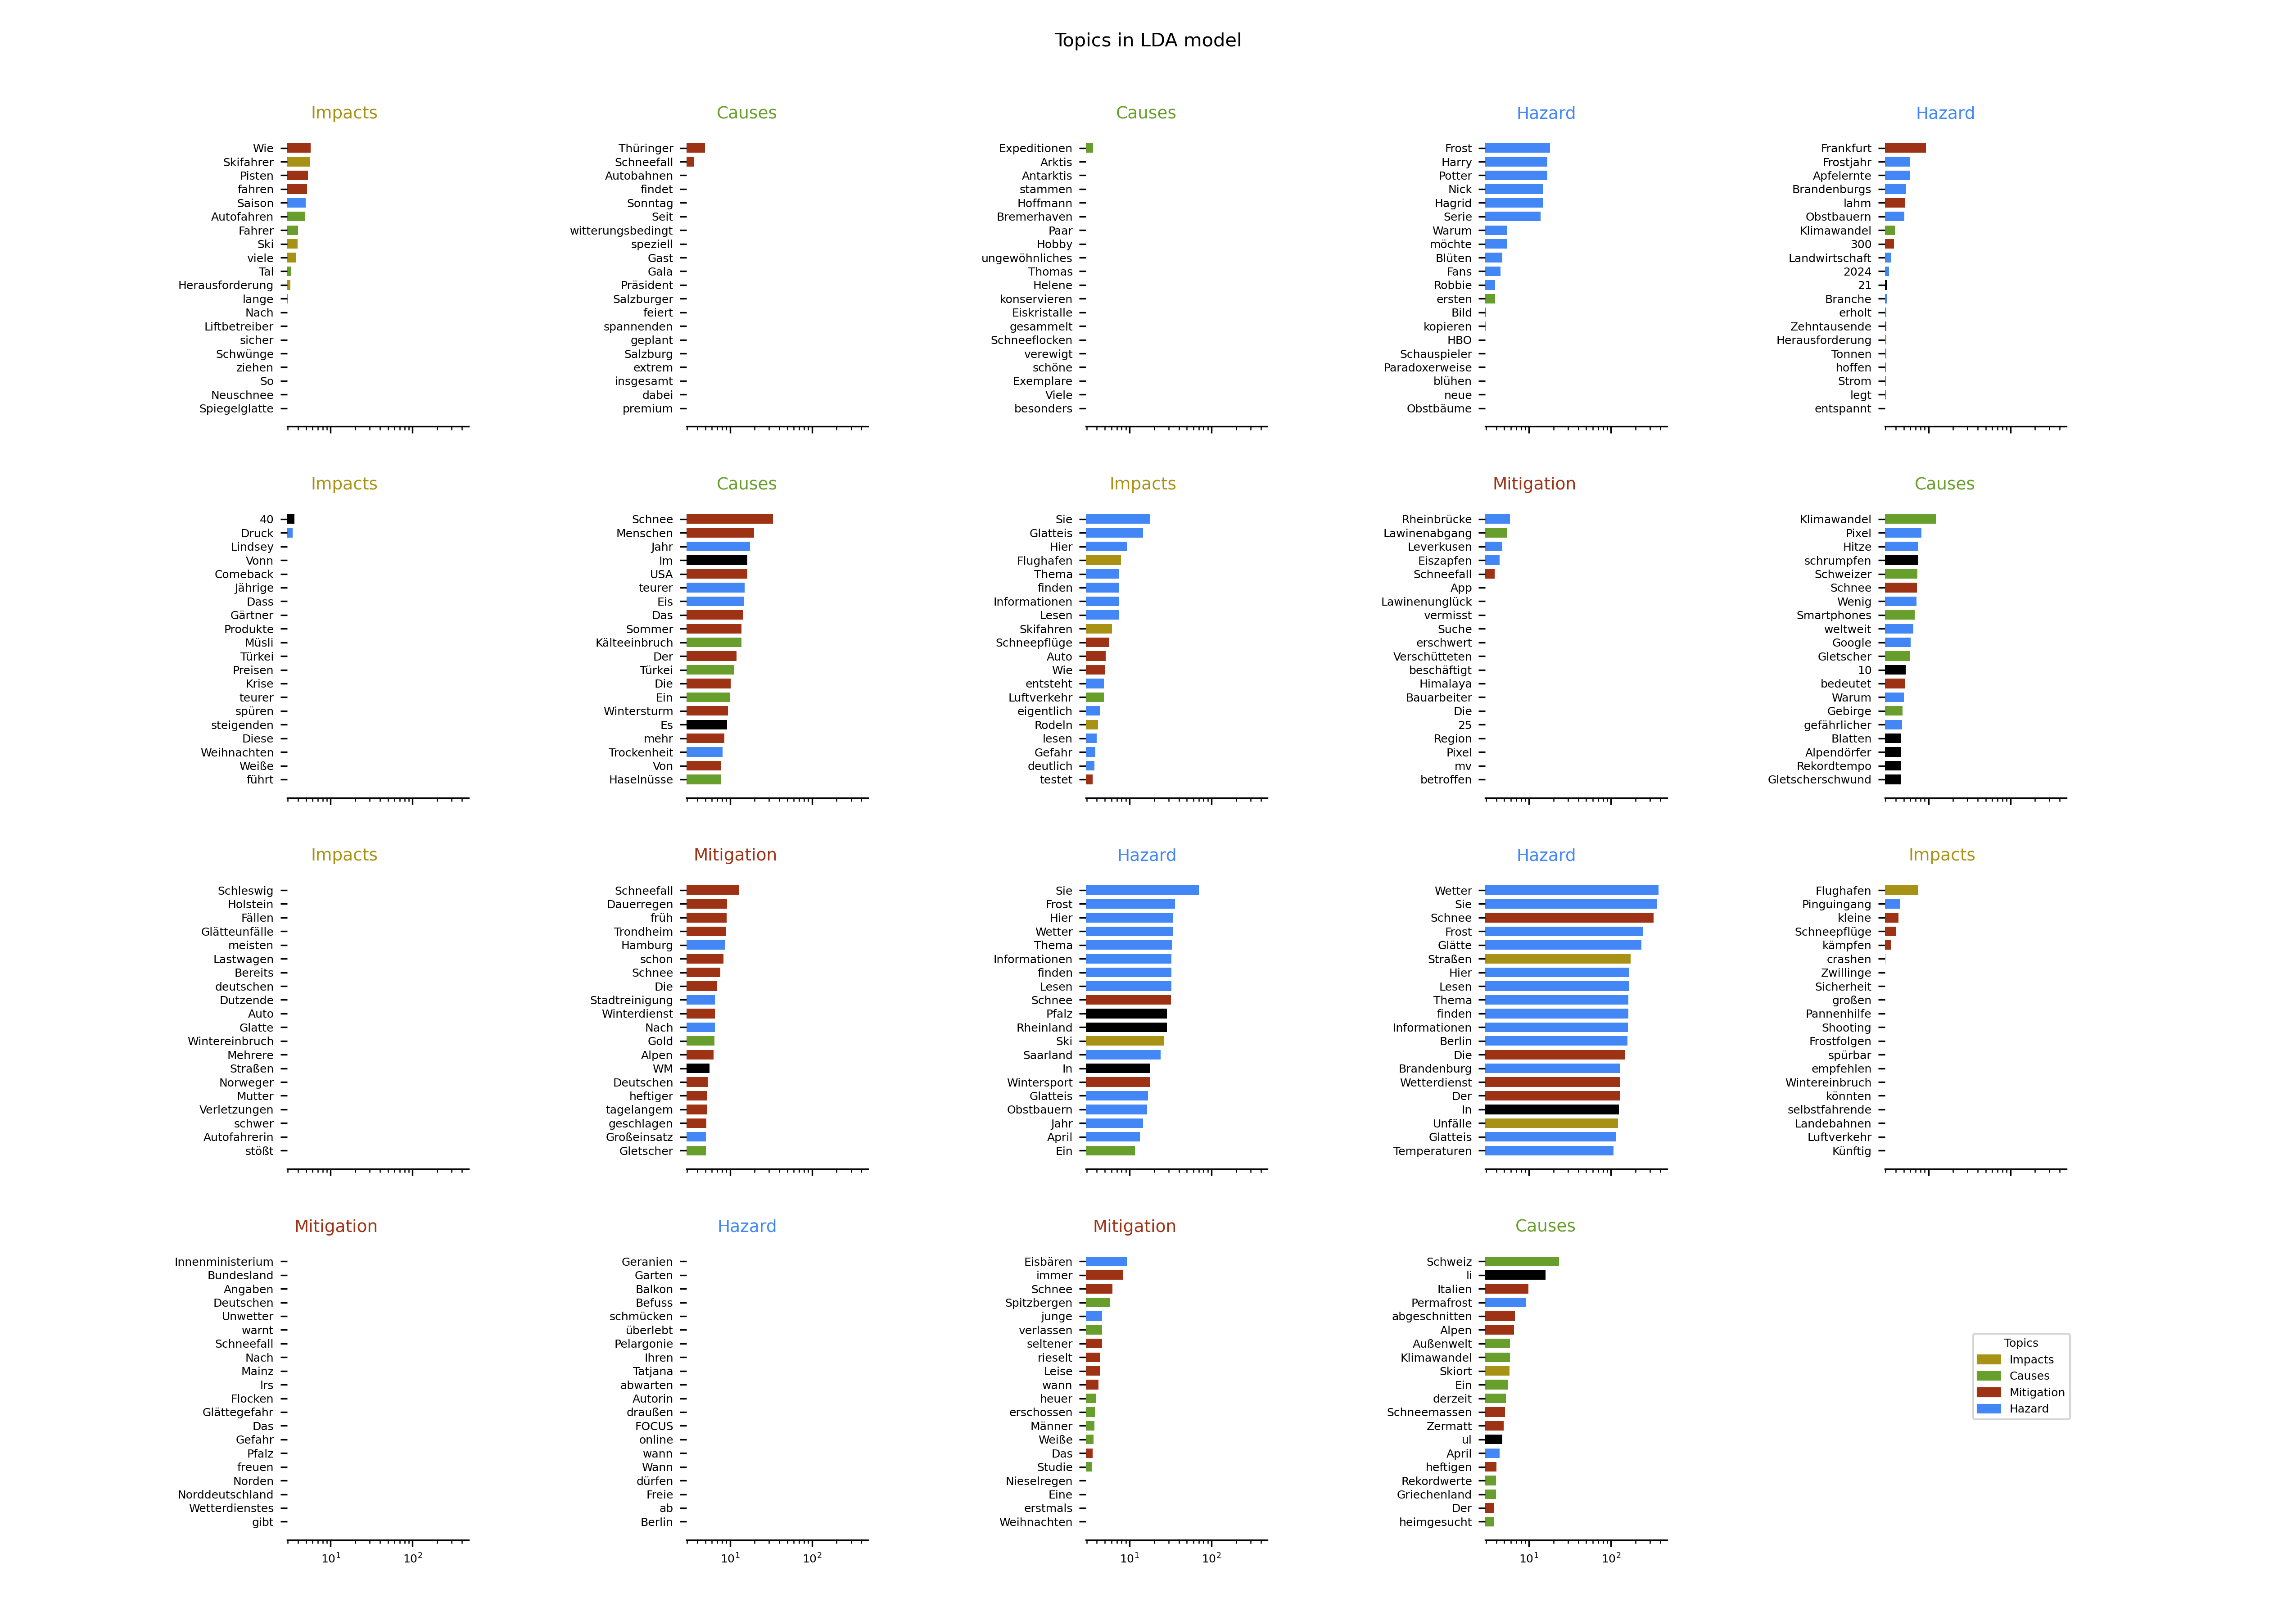 Topics in LDA model
Impacts
Wie
Skifahrer
Pisten
fahren
Saison
Autofahren
Fahrer
Ski
viele
Tal
Herausforderung
lange
Nach
Liftbetreiber
sicher
Schwünge
ziehen
So
Neuschnee
Spiegelglatte
Causes
Thüringer
Schneefall
Autobahnen
findet
Sonntag
Seit
witterungsbedingt
speziell
Gast
Gala
Präsident
Salzburger
feiert
spannenden
geplant
Salzburg
extrem
insgesamt
dabei
premium
Causes
Expeditionen
Arktis
Antarktis
stammen
Hoffmann
Bremerhaven
Paar
Hobby
ungewöhnliches
Thomas
Helene
konservieren
Eiskristalle
gesammelt
Schneeflocken
verewigt
schöne
Exemplare
Viele
besonders
Hazard
Frost
Harry
Potter
Nick
Hagrid
Serie
Warum
möchte
Blüten
Fans
Robbie
ersten
Bild
kopieren
HBO
Schauspieler
Paradoxerweise
blühen
neue
Obstbäume
Hazard
Frankfurt
Frostjahr
Apfelernte
Brandenburgs
lahm
Obstbauern
Klimawandel
300
Landwirtschaft
2024
21
Branche
erholt
Zehntausende
Herausforderung
Tonnen
hoffen
Strom
legt
entspannt
Impacts
40
Druck
Lindsey
Vonn
Comeback
Jährige
Dass
Gärtner
Produkte
Müsli
Türkei
Preisen
Krise
teurer
spüren
steigenden
Diese
Weihnachten
Weiße
führt
Causes
Schnee
Menschen
Jahr
Im
USA
teurer
Eis
Das
Sommer
Kälteeinbruch
Der
Türkei
Die
Ein
Wintersturm
Es
mehr
Trockenheit
Von
Haselnüsse
Impacts
Sie
Glatteis
Hier
Flughafen
Thema
finden
Informationen
Lesen
Skifahren
Schneepflüge
Auto
Wie
entsteht
Luftverkehr
eigentlich
Rodeln
lesen
Gefahr
deutlich
testet
Mitigation
Rheinbrücke
Lawinenabgang
Leverkusen
Eiszapfen
Schneefall
App
Lawinenunglück
vermisst
Suche
erschwert
Verschütteten
beschäftigt
Himalaya
Bauarbeiter
Die
25
Region
Pixel
mv
betroffen
Causes
Klimawandel
Pixel
Hitze
schrumpfen
Schweizer
Schnee
Wenig
Smartphones
weltweit
Google
Gletscher
10
bedeutet
Warum
Gebirge
gefährlicher
Blatten
Alpendörfer
Rekordtempo
Gletscherschwund
Impacts
Schleswig
Holstein
Fällen
Glätteunfälle
meisten
Lastwagen
Bereits
deutschen
Dutzende
Auto
Glatte
Wintereinbruch
Mehrere
Straßen
Norweger
Mutter
Verletzungen
schwer
Autofahrerin
stößt
Mitigation
Schneefall
Dauerregen
früh
Trondheim
Hamburg
schon
Schnee
Die
Stadtreinigung
Winterdienst
Nach
Gold
Alpen
WM
Deutschen
heftiger
tagelangem
geschlagen
Großeinsatz
Gletscher
Hazard
Sie
Frost
Hier
Wetter
Thema
Informationen
finden
Lesen
Schnee
Pfalz
Rheinland
Ski
Saarland
In
Wintersport
Glatteis
Obstbauern
Jahr
April
Ein
Hazard
Wetter
Sie
Schnee
Frost
Glätte
Straßen
Hier
Lesen
Thema
finden
Informationen
Berlin
Die
Brandenburg
Wetterdienst
Der
In
Unfälle
Glatteis
Temperaturen
Impacts
Flughafen
Pinguingang
kleine
Schneepflüge
kämpfen
crashen
Zwillinge
Sicherheit
großen
Pannenhilfe
Shooting
Frostfolgen
spürbar
empfehlen
Wintereinbruch
könnten
selbstfahrende
Landebahnen
Luftverkehr
Künftig
Mitigation
Innenministerium
Bundesland
Angaben
Deutschen
Unwetter
warnt
Schneefall
Nach
Mainz
lrs
Flocken
Glättegefahr
Das
Gefahr
Pfalz
freuen
Norden
Norddeutschland
Wetterdienstes
gibt
10¹
10²
Hazard
Geranien
Garten
Balkon
Befuss
schmücken
überlebt
Pelargonie
Ihren
Tatjana
abwarten
Autorin
draußen
FOCUS
online
wann
Wann
dürfen
Freie
ab
Berlin
10¹
10²
Mitigation
Eisbären
immer
Schnee
Spitzbergen
junge
verlassen
seltener
rieselt
Leise
wann
heuer
erschossen
Männer
Weiße
Das
Studie
Nieselregen
Eine
erstmals
Weihnachten
10¹
10²
Causes
Schweiz
li
Italien
Permafrost
abgeschnitten
Alpen
Außenwelt
Klimawandel
Skiort
Ein
derzeit
Schneemassen
Zermatt
ul
April
heftigen
Rekordwerte
Griechenland
Der
heimgesucht
10¹
10²
Topics
Impacts
Causes
Mitigation
Hazard